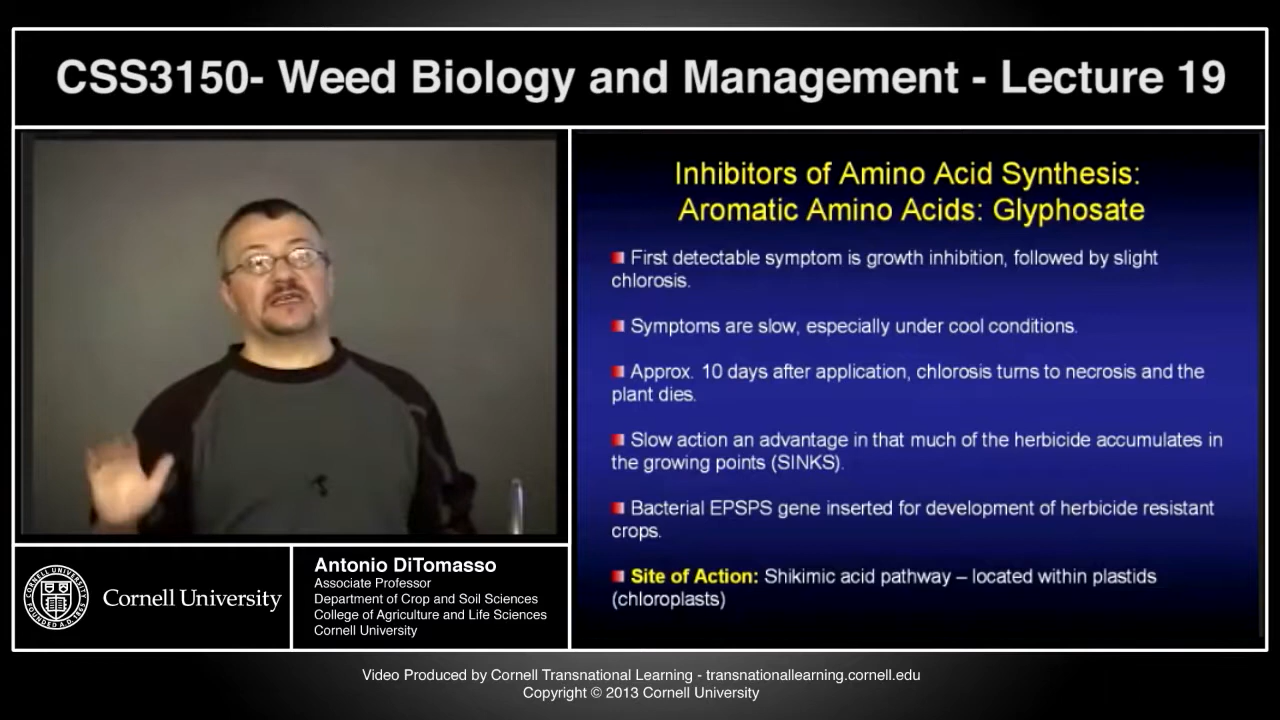 CSS3150- Weed Biology and Management - Lecture 19
Inhibitors of Amino Acid Synthesis:
Aromatic Amino Acids: Glyphosate
First detectable symptom is growth inhibition, followed by slight
chlorosis.
Symptoms are slow, especially under cool conditions.
Approx. 10 days after application, chlorosis turns to necrosis and the
plant dies.
Slow action an advantage in that much of the herbicide accumulates in
the growing points (SINKS).
Bacterial EPSPS gene inserted for development of herbicide resistant
crops.
Site of Action: Shikimic acid pathway – located within plastids
(chloroplasts)
Cornell University
Antonio DiTomasso
Associate Professor
Department of Crop and Soil Sciences
College of Agriculture and Life Sciences
Cornell University
Video Produced by Cornell Transnational Learning - transnationallearning.cornell.edu
Copyright © 2013 Cornell University